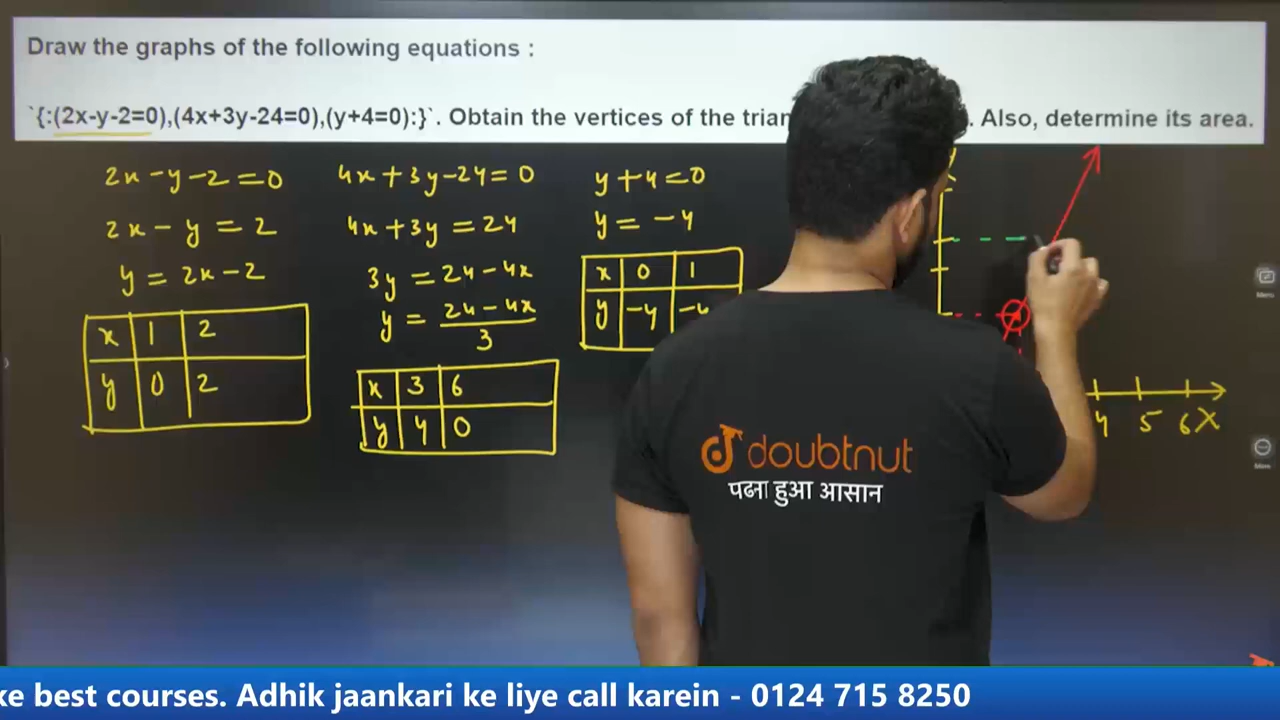 Draw the graphs of the following equations :
`{:(2x-y-2=0),(4x+3y-24=0),(y+4=0):}`. Obtain the vertices of the . Also, determine its area.
2x-y-2=0
2x-y=2
y=2x-2
x 1 2
y 0 2
4x+3y-24=0
4x+3y=24
3y=24-4x
y=24-4x
3
x 3 6
y 4 0
y+4=0
y=-4
x 0 1
y -4 -4
4 5 6 X
doubtnut
पढना हुआ आसान
best courses. Adhik jaankari ke liye call karein - 0124 715 8250
Menu